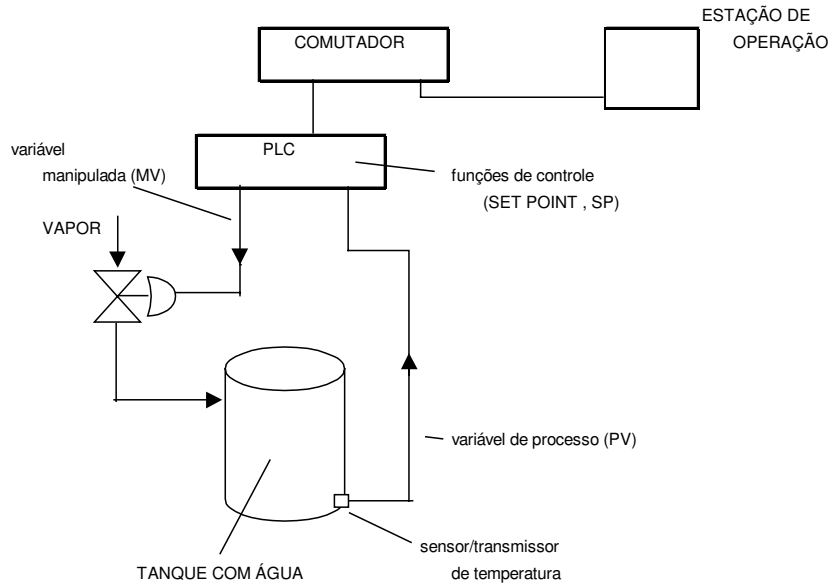 ESTAÇÃO DE
OPERAÇÃO
COMUTADOR
PLC
variável
manipulada (MV)
funções de controle
(SET POINT , SP)
VAPOR
variável de processo (PV)
sensor/transmissor
de temperatura
TANQUE COM ÁGUA